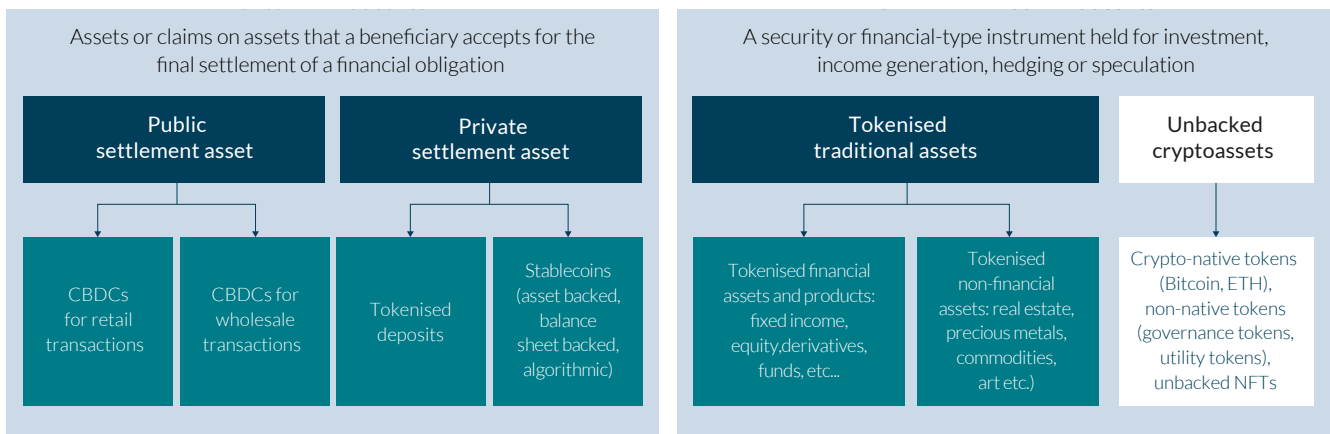 Assets or claims on assets that a beneficiary accepts for the
final settlement of a financial obligation
Public
settlement asset
Private
settlement asset
CBDCs
for retail
transactions
CBDCs for
wholesale
transactions
Tokenised
deposits
Stablecoins
(asset backed,
balance
sheet backed,
algorithmic)
A security or financial-type instrument held for investment,
income generation, hedging or speculation
Tokenised
traditional assets
Unbacked
cryptoassets
Tokenised financial
assets and products:
fixed income,
equity,derivatives,
funds, etc...
Tokenised
non-financial
assets: real estate,
precious metals,
commodities,
art etc.)
Crypto-native tokens
(Bitcoin, ETH),
non-native tokens
(governance tokens,
utility tokens),
unbacked NFTs